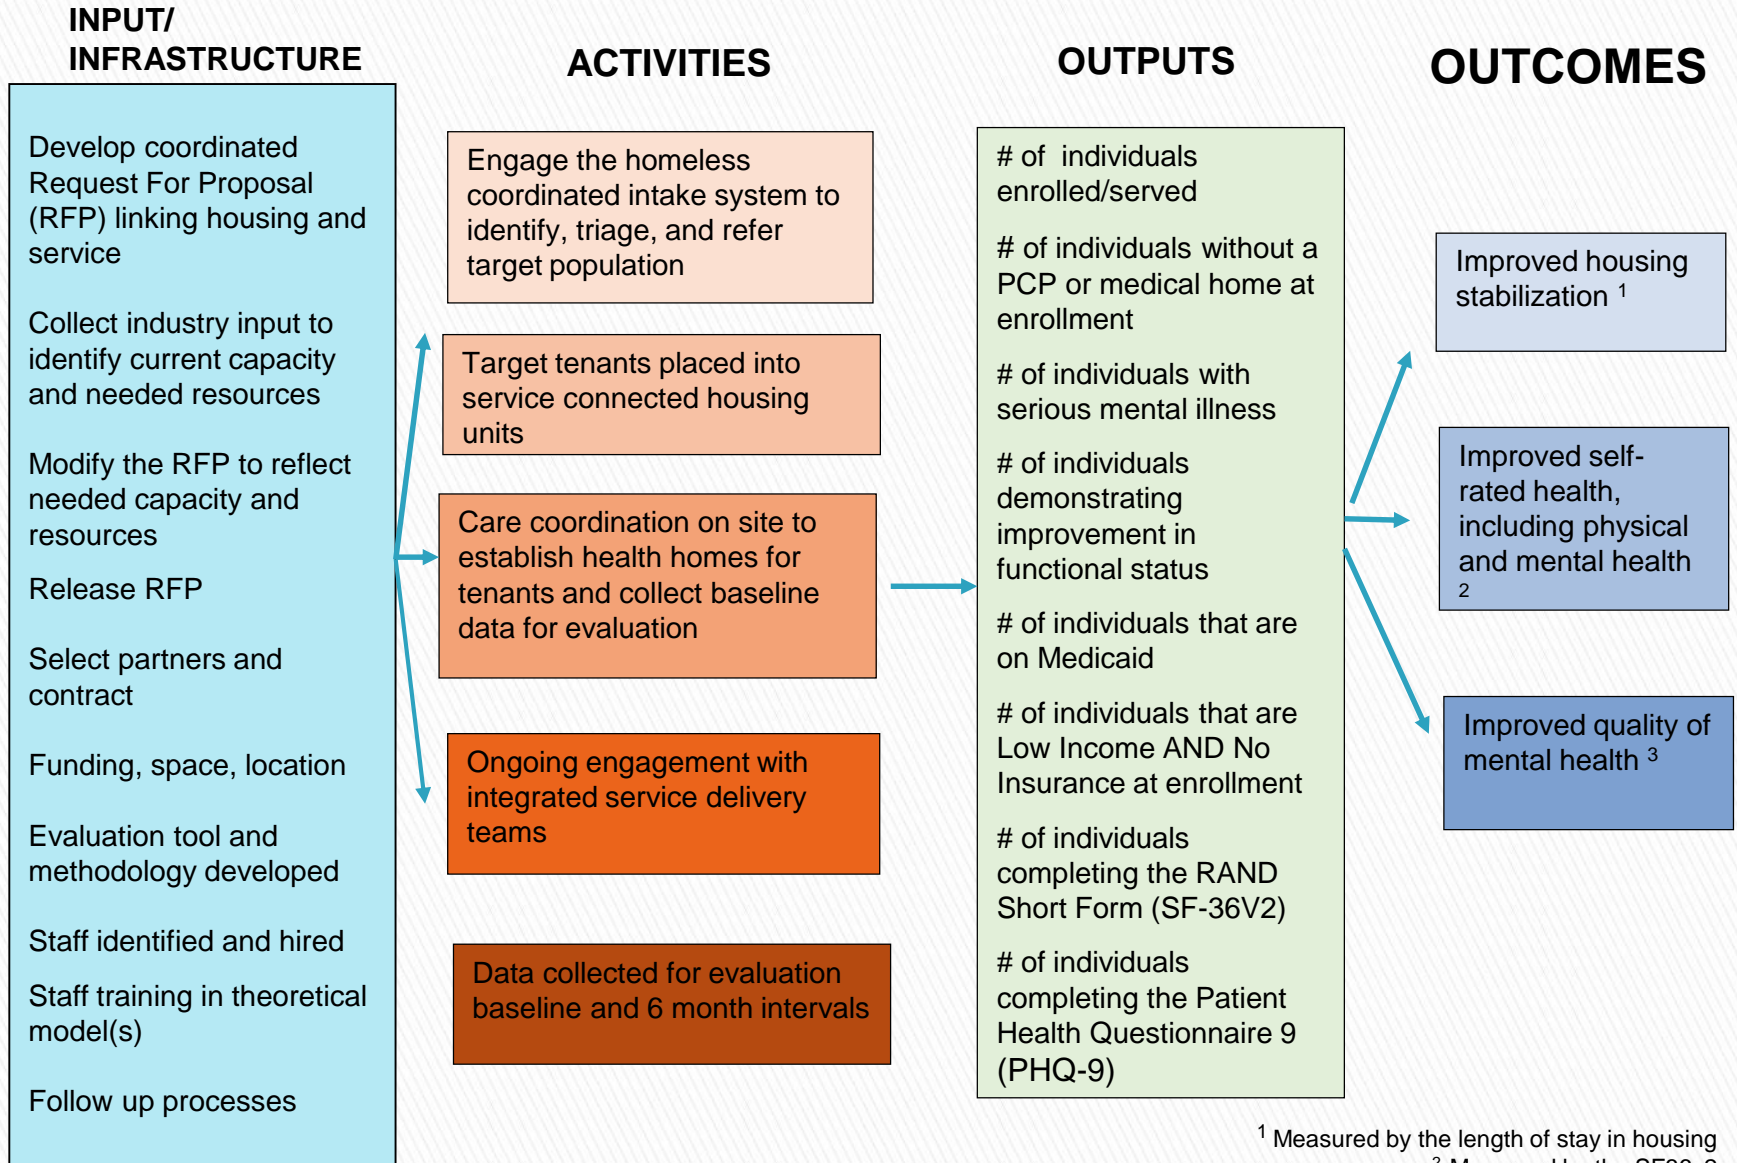 INPUT/
INFRASTRUCTURE
ACTIVITIES
OUTPUTS
OUTCOMES
Develop coordinated
Request For Proposal
(RFP) linking housing and
service
Collect industry input to
identify current capacity
and needed resources
Modify the RFP to reflect
needed capacity and
resources
Release RFP
Select partners and
contract
Funding, space, location
Evaluation tool and
methodology developed
Staff identified and hired
Staff training in theoretical
model(s)
Follow up processes
Engage the homeless
coordinated intake system to
identify, triage, and refer
target population
Target tenants placed into
service connected housing
units
Care coordination on site to
establish health homes for
tenants and collect baseline
data for evaluation
Ongoing engagement with
integrated service delivery
teams
Data collected for evaluation
baseline and 6 month intervals
# of individuals
enrolled/served
# of individuals without a
PCP or medical home at
enrollment
# of individuals with
serious mental illness
# of individuals
demonstrating
improvement in
functional status
# of individuals that are
on Medicaid
# of individuals that are
Low Income AND No
Insurance at enrollment
# of individuals
completing the RAND
Short Form (SF-36V2)
# of individuals
completing the Patient
Health Questionnaire 9
(PHQ-9)
Improved housing
stabilization 1
Improved self-
rated health,
including physical
and mental health
2
Improved quality of
mental health 3
1 Measured by the length of stay in housing